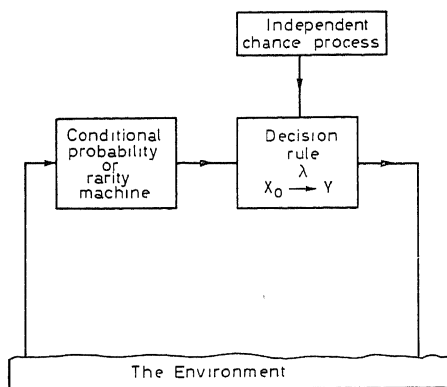 Independent
chance process
Conditional
probability
or
rarity
machine
Decision
rule
λ
X₀ → Y
The Environment